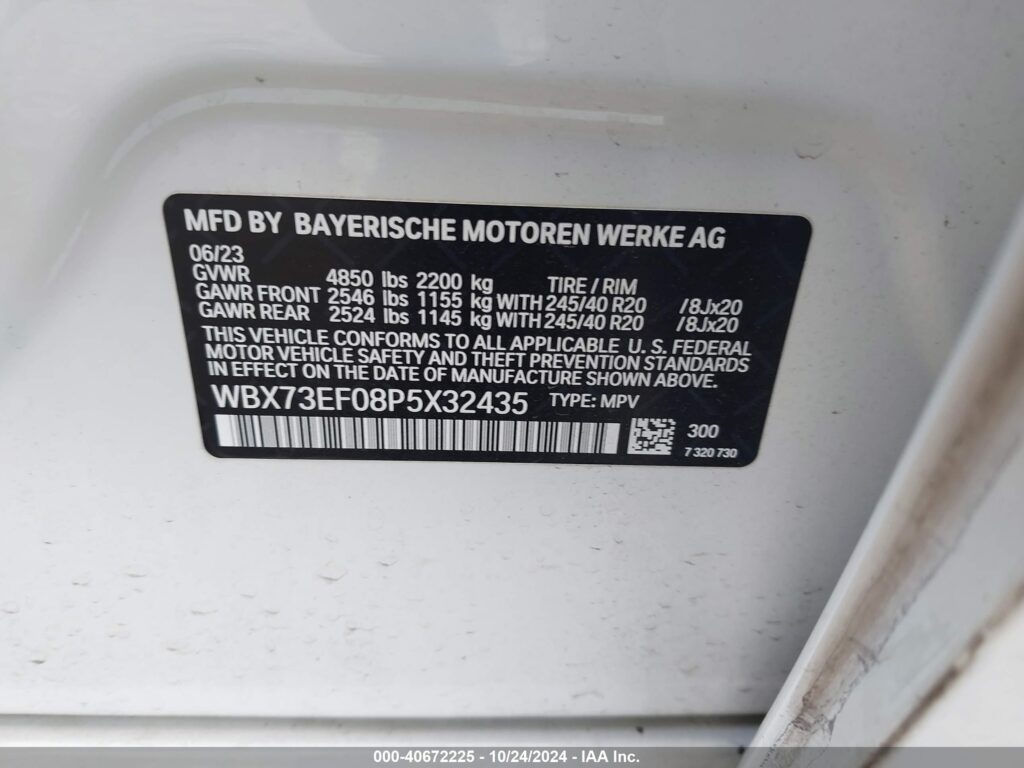 MFD BY BAYERISCHE MOTOREN WERKE AG
06/23
GVWR 4850 lbs 2200 kg TIRE / RIM
GAWR FRONT 2546 lbs 1155 kg WITH 245/40 R20 /8Jx20
GAWR REAR 2524 lbs 1145 kg WITH 245/40 R20 /8Jx20
THIS VEHICLE CONFORMS TO ALL APPLICABLE U. S. FEDERAL
MOTOR VEHICLE SAFETY AND THEFT PREVENTION STANDARDS
IN EFFECT ON THE DATE OF MANUFACTURE SHOWN ABOVE.
WBX73EF08P5X32435 TYPE: MPV
300
7 320 730
000-40672225 - 10/24/2024 - IAA Inc.